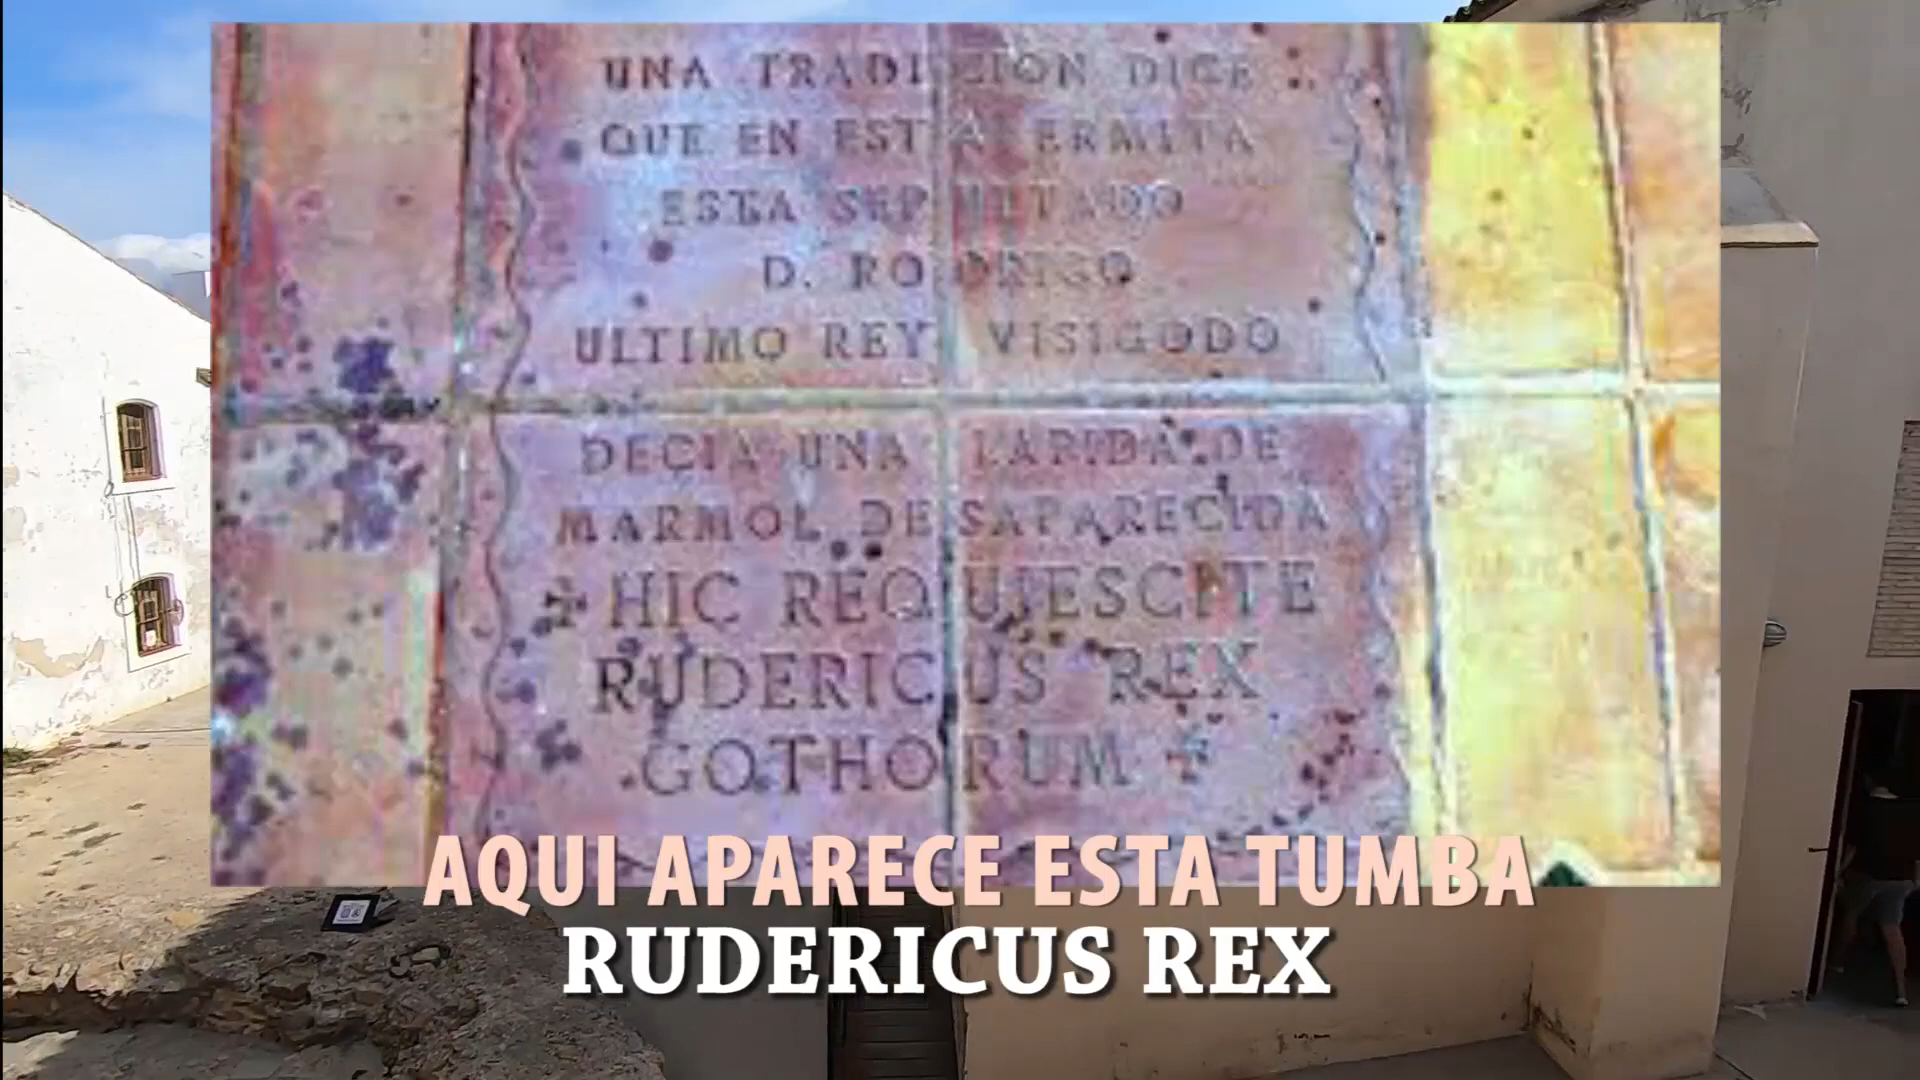 UNA TRADICION DICE
QUE EN ESTA ERMITA
ESTA SEPULTADO
D. RODRIGO
ULTIMO REY VISIGODO
DECIA UNA LAPIDA DE
MARMOL DESAPARECIDA
+ HIC REQUIESCITE
RUDERICUS REX
GOTHORUM +
AQUI APARECE ESTA TUMBA
RUDERICUS REX